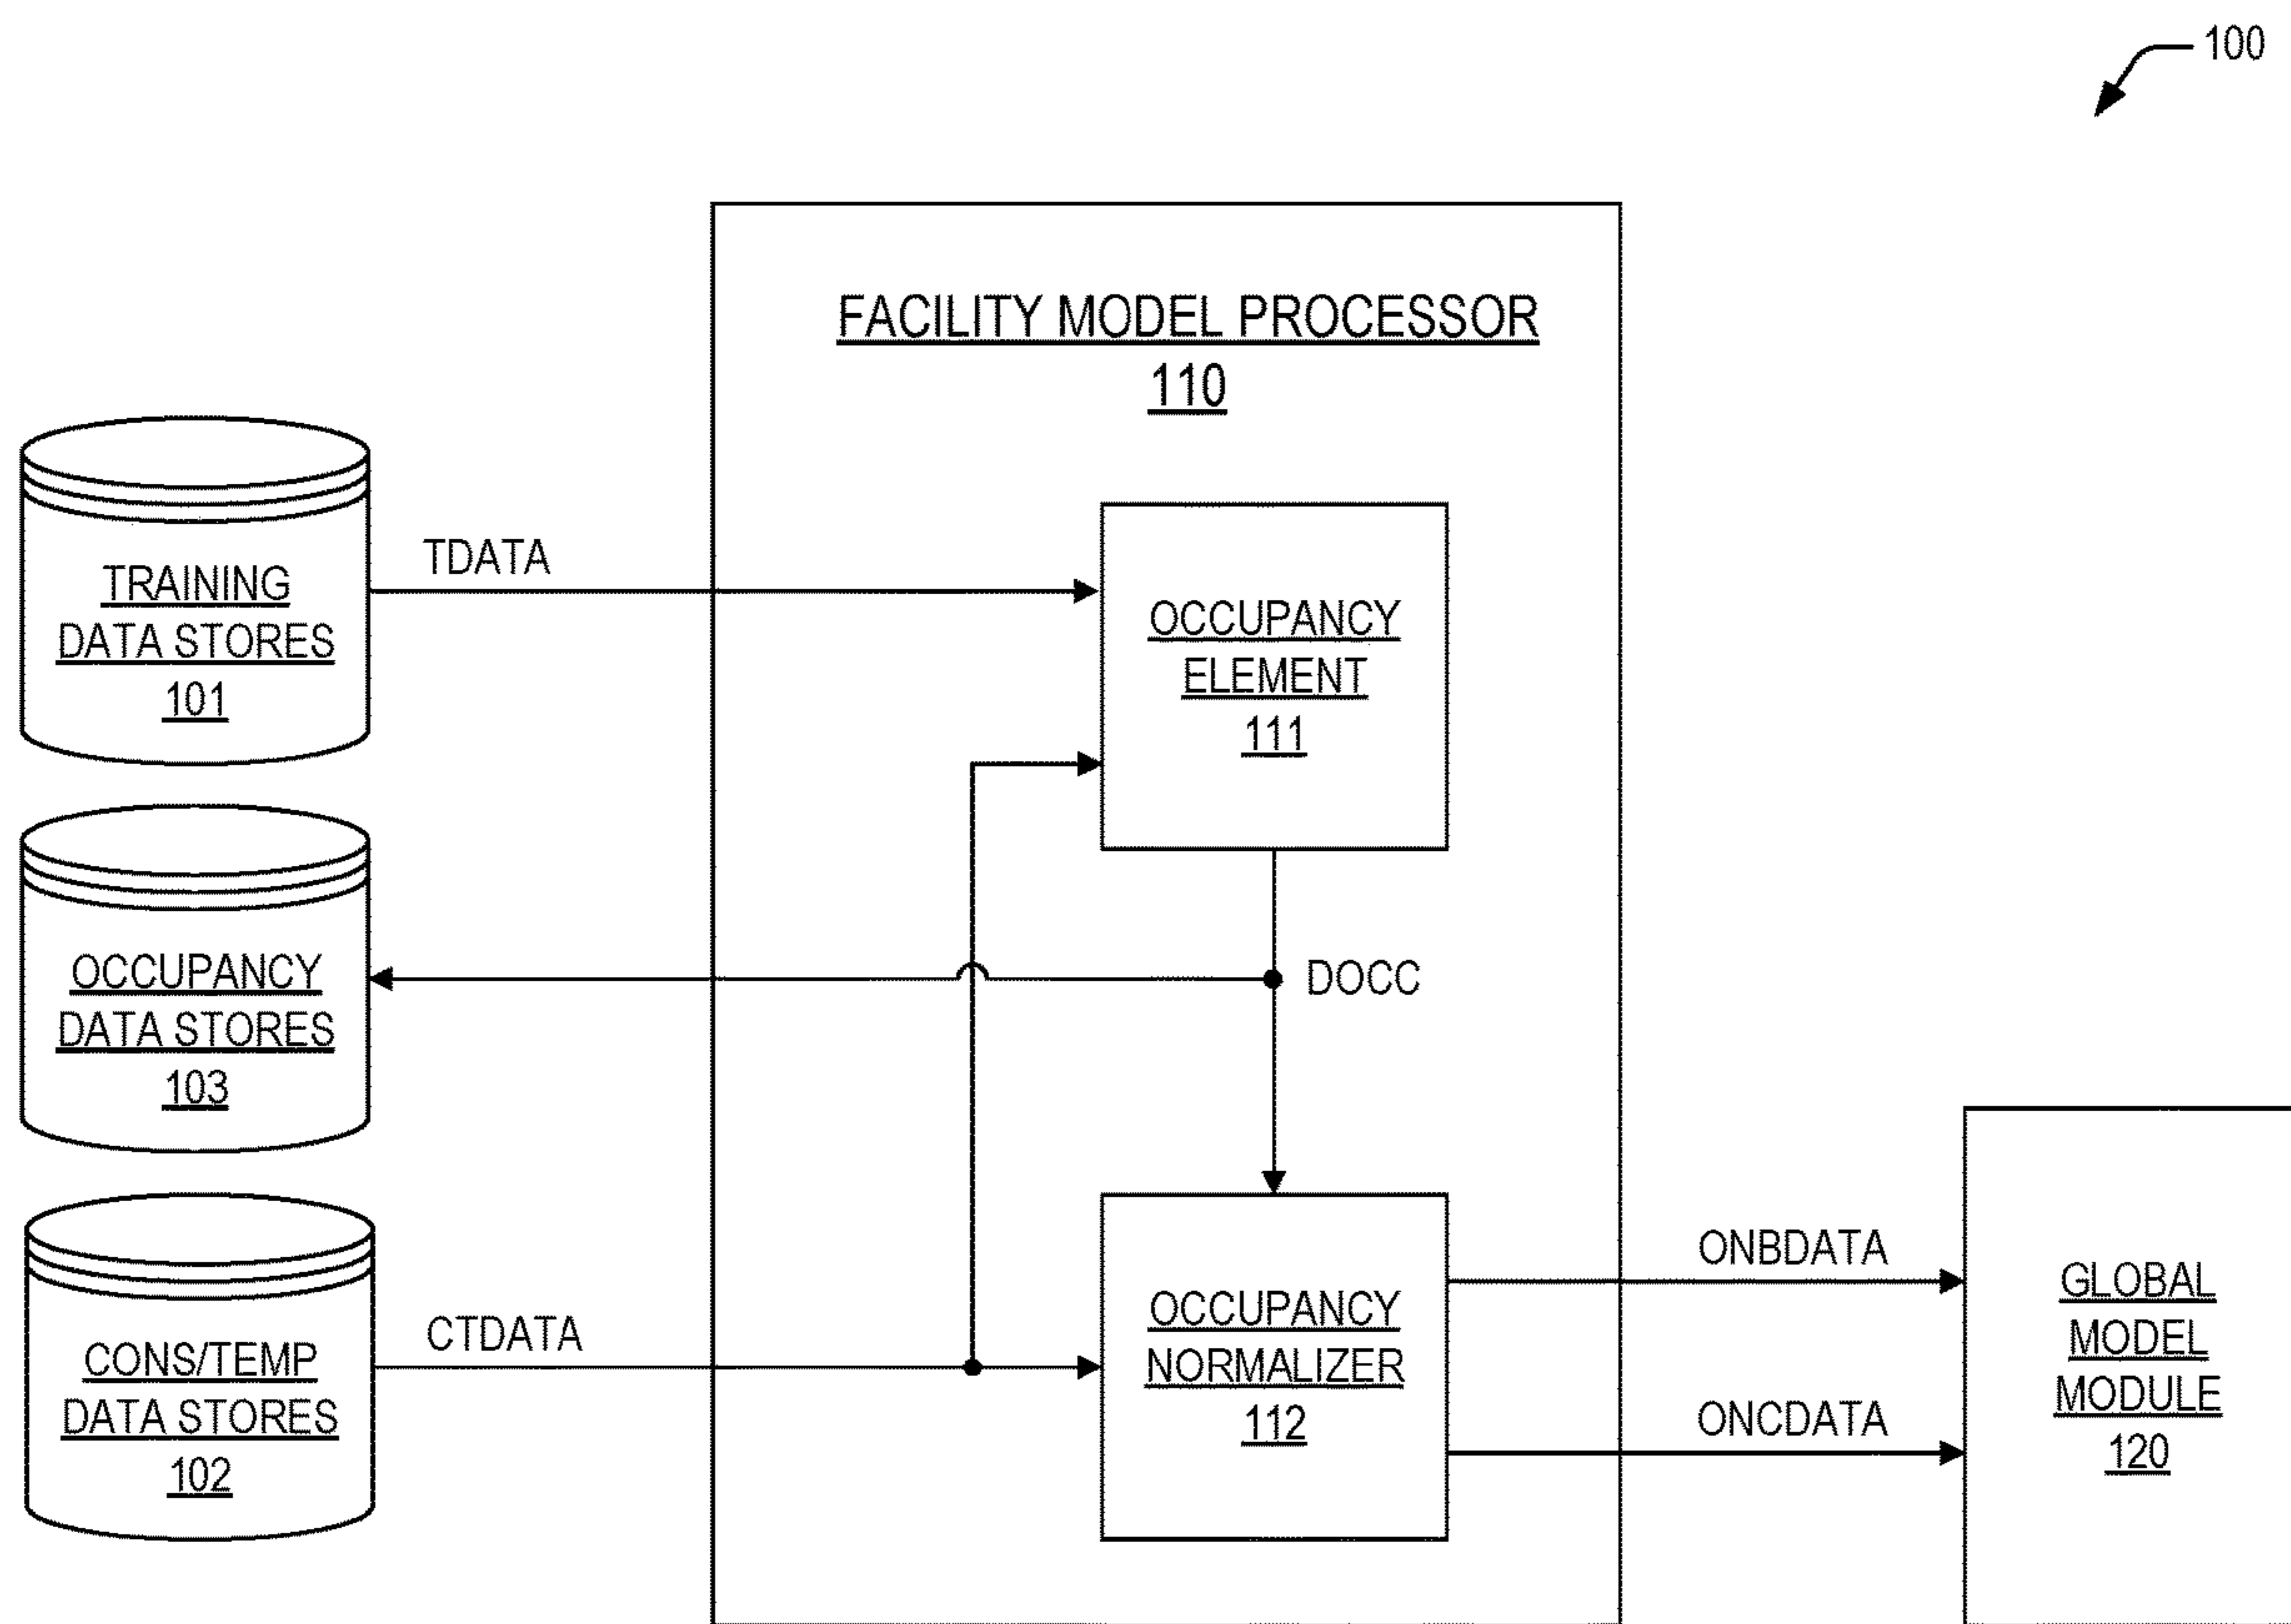 100
FACILITY MODEL PROCESSOR
110
TRAINING
DATA STORES
101
TDATA
OCCUPANCY
ELEMENT
111
OCCUPANCY
DATA STORES
103
DOCC
CONS/TEMP
DATA STORES
102
CTDATA
OCCUPANCY
NORMALIZER
112
ONBDATA
ONCDATA
GLOBAL
MODEL
MODULE
120